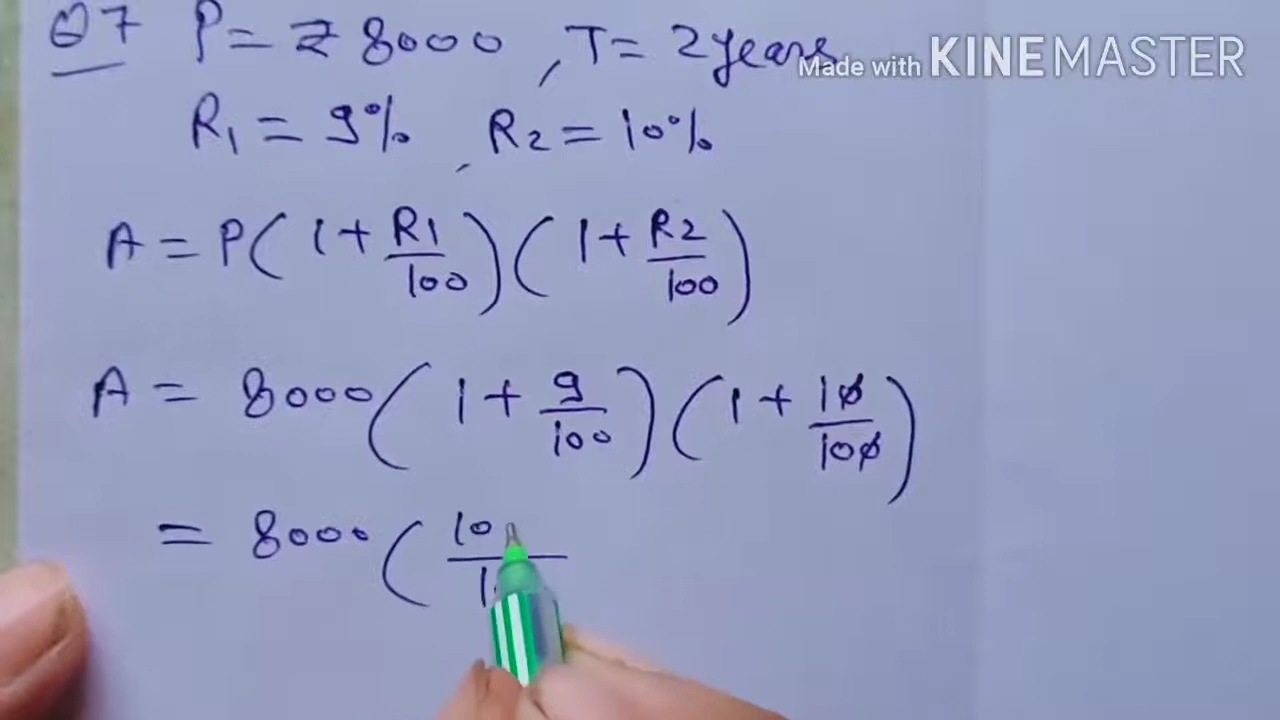 Q7 P = ₹ 8000, T = 2 years
Made with KINEMASTER
R1 = 9%, R2 = 10%
A = P(1 + R1/100)(1 + R2/100)
A = 8000(1 + 9/100)(1 + 10/100)
= 8000(10